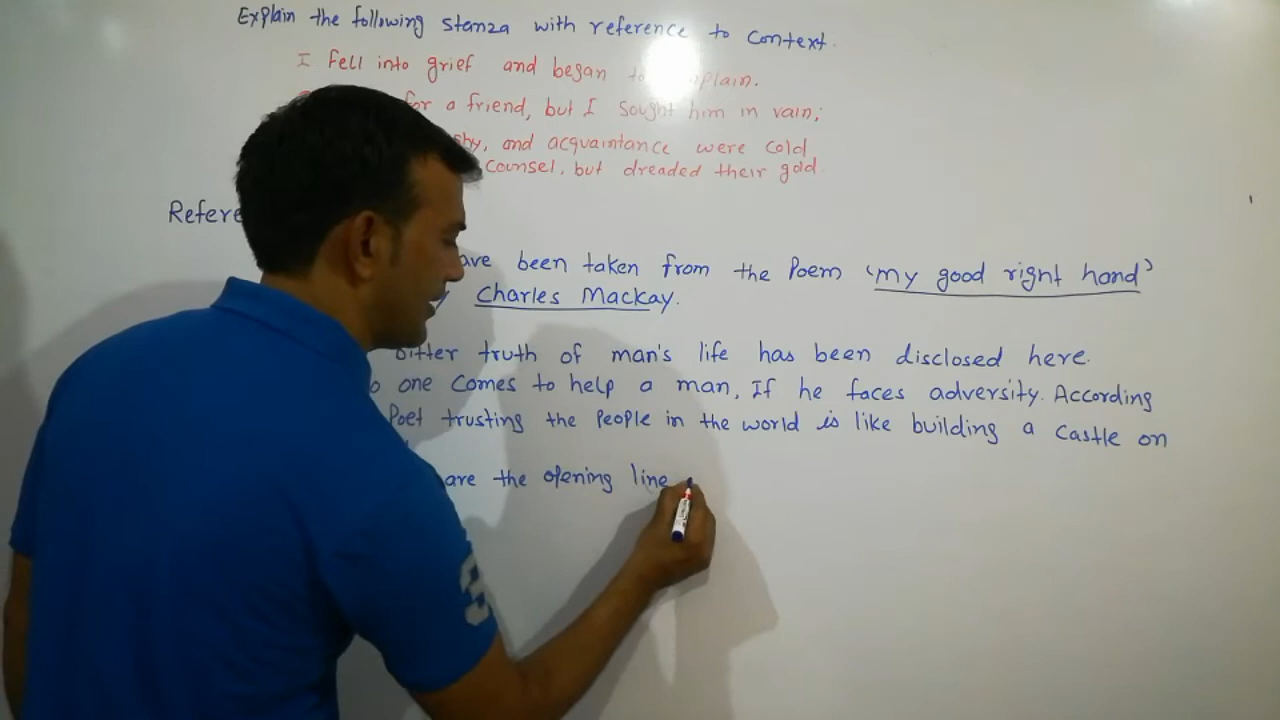 Explain the following stanza with reference to context.
I fell into grief and began to
for a friend, but I sought him in vain;
and acquaintance were cold
counsel, but dreaded their gold.
been taken from the Poem ‘my good right hand’
Charles Mackay.
bitter truth of man's life has been disclosed here.
one comes to help a man, If he faces adversity. According
Poet trusting the People in the world is like building a castle on
are the opening line
3